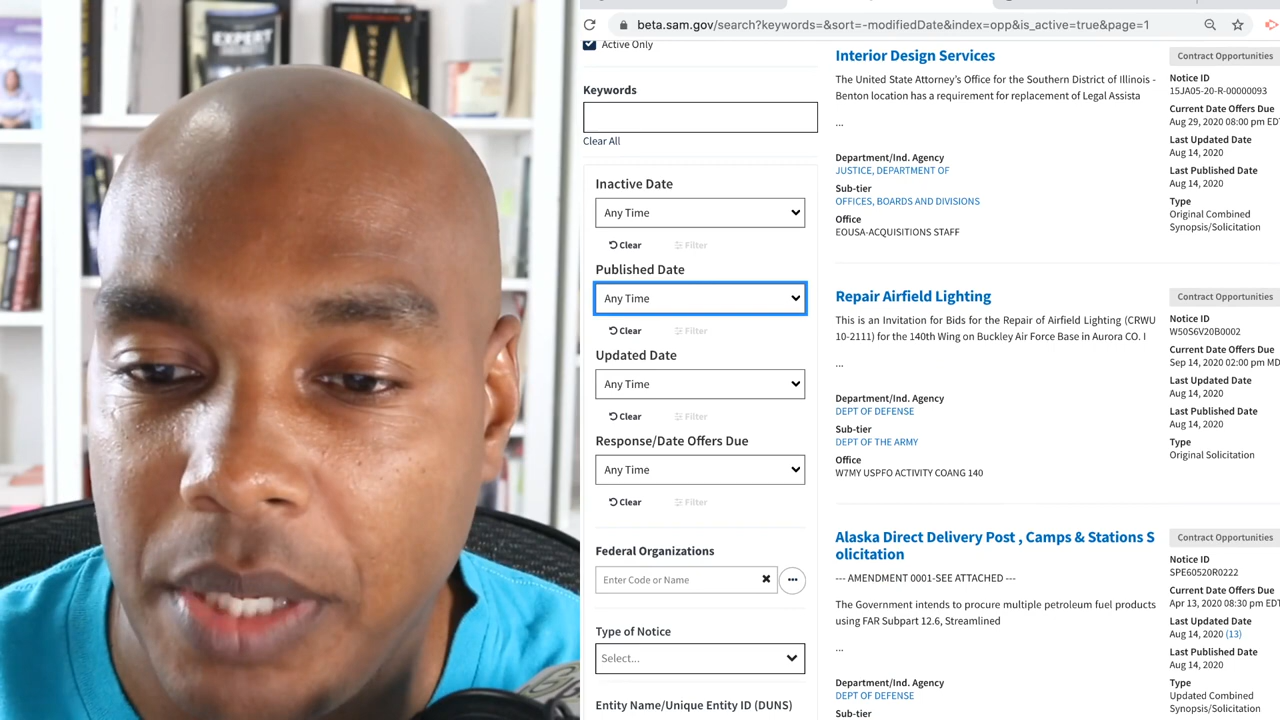 EXPERT
SECRETS
beta.sam.gov/search?keywords=&sort=-modifiedDate&index=opp&is_active=true&page=1
Active Only
Keywords
Clear All
Inactive Date
Any Time
Clear
Filter
Published Date
Any Time
Clear
Filter
Updated Date
Any Time
Clear
Filter
Response/Date Offers Due
Any Time
Clear
Filter
Federal Organizations
Enter Code or Name
Type of Notice
Select...
Entity Name/Unique Entity ID (DUNS)
Interior Design Services
The United State Attorney's Office for the Southern District of Illinois -
Benton location has a requirement for replacement of Legal Assista
...
Department/Ind. Agency
JUSTICE, DEPARTMENT OF
Sub-tier
OFFICES, BOARDS AND DIVISIONS
Office
EOUSA-ACQUISITIONS STAFF
Contract Opportunities
Notice ID
15JA05-20-R-00000093
Current Date Offers Due
Aug 29, 2020 08:00 pm EDT
Last Updated Date
Aug 14, 2020
Last Published Date
Aug 14, 2020
Type
Original Combined
Synopsis/Solicitation
Repair Airfield Lighting
This is an Invitation for Bids for the Repair of Airfield Lighting (CRWU
10-2111) for the 140th Wing on Buckley Air Force Base in Aurora CO. I
...
Department/Ind. Agency
DEPT OF DEFENSE
Sub-tier
DEPT OF THE ARMY
Office
W7MY USPFO ACTIVITY COANG 140
Contract Opportunities
Notice ID
W50S6V20B0002
Current Date Offers Due
Sep 14, 2020 02:00 pm MD
Last Updated Date
Aug 14, 2020
Last Published Date
Aug 14, 2020
Type
Original Solicitation
Alaska Direct Delivery Post , Camps & Stations S
olicitation
--- AMENDMENT 0001-SEE ATTACHED ---
The Government intends to procure multiple petroleum fuel products
using FAR Subpart 12.6, Streamlined
...
Department/Ind. Agency
DEPT OF DEFENSE
Sub-tier
Contract Opportunities
Notice ID
SPE60520R0222
Current Date Offers Due
Apr 13, 2020 08:30 pm EDT
Last Updated Date
Aug 14, 2020 (13)
Last Published Date
Aug 14, 2020
Type
Updated Combined
Synopsis/Solicitation